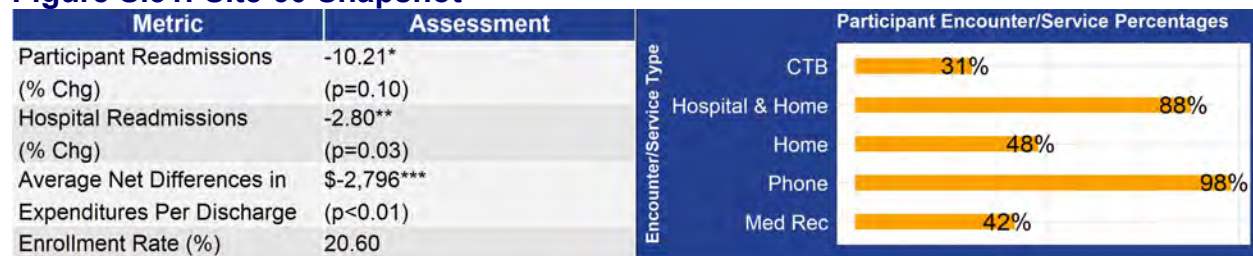 Metric Assessment
Participant Readmissions -10.21*
(% Chg) (p=0.10)
Hospital Readmissions -2.80**
(% Chg) (p=0.03)
Average Net Differences in $-2,796***
Expenditures Per Discharge (p<0.01)
Enrollment Rate (%) 20.60
Participant Encounter/Service Percentages
Encounter/Service Type
CTB 31%
Hospital & Home 88%
Home 48%
Phone 98%
Med Rec 42%